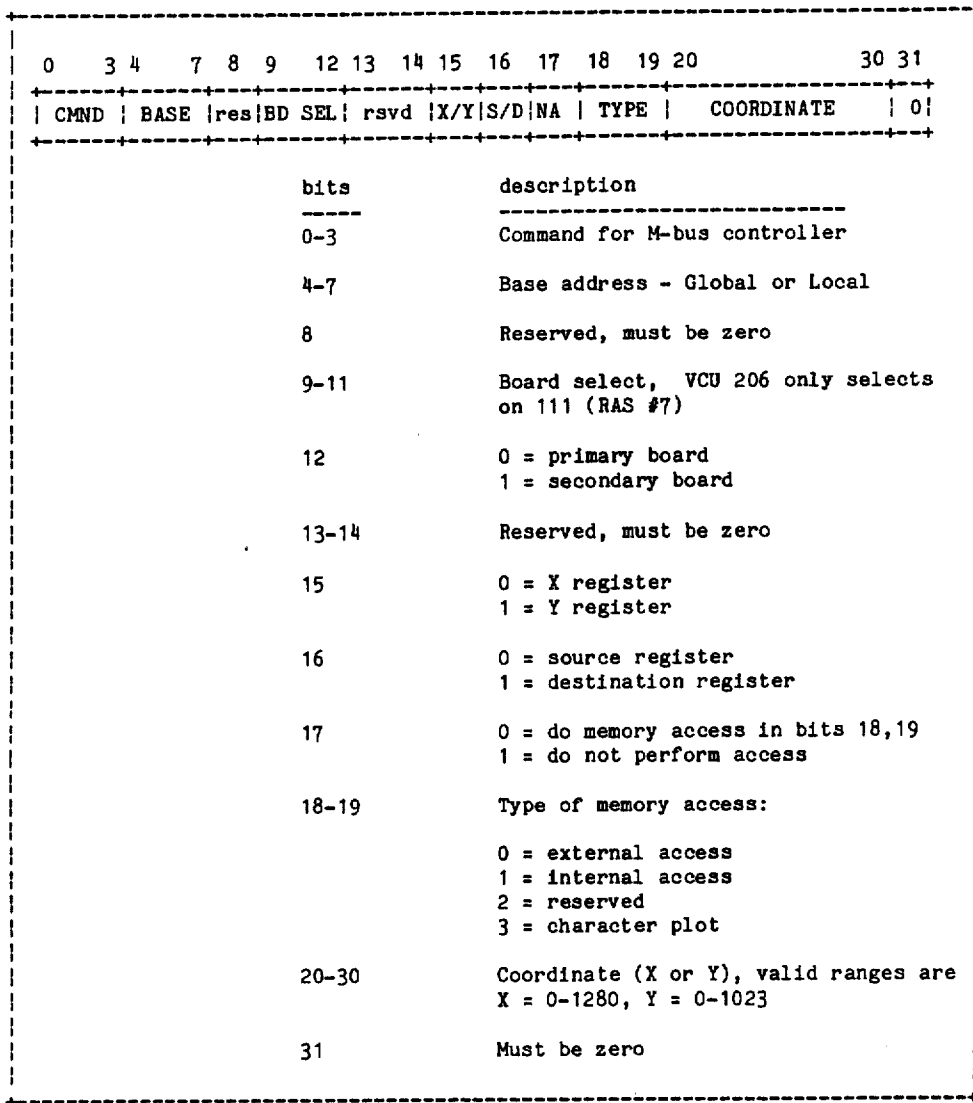 0 3 4 7 8 9 12 13 14 15 16 17 18 19 20 30 31
| CMND | BASE |res|BD SEL| rsvd |X/Y|S/D|NA | TYPE | COORDINATE | 0|
bits description
0-3 Command for M-bus controller
4-7 Base address - Global or Local
8 Reserved, must be zero
9-11 Board select, VCU 206 only selects
on 111 (RAS #7)
12 0 = primary board
1 = secondary board
13-14 Reserved, must be zero
15 0 = X register
1 = Y register
16 0 = source register
1 = destination register
17 0 = do memory access in bits 18,19
1 = do not perform access
18-19 Type of memory access:
0 = external access
1 = internal access
2 = reserved
3 = character plot
20-30 Coordinate (X or Y), valid ranges are
X = 0-1280, Y = 0-1023
31 Must be zero